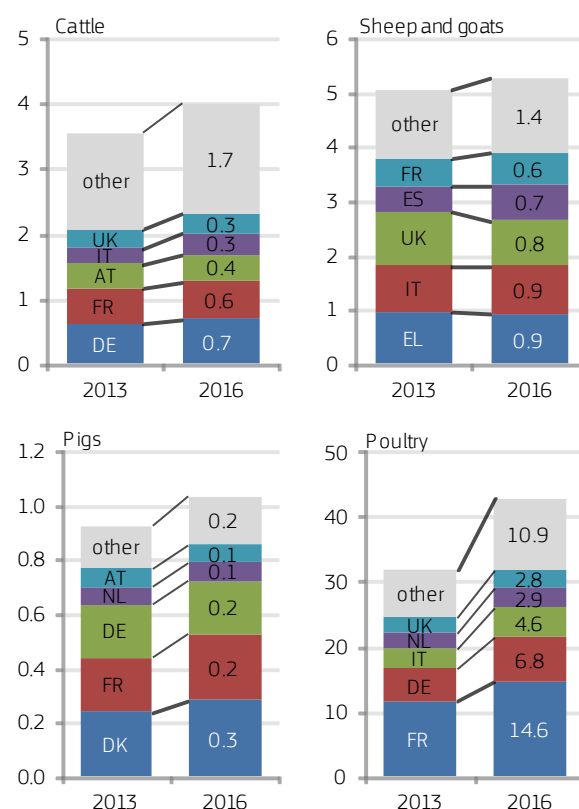 Cattle
5
4
3
2
1
0
other
UK
IT
AT
FR
DE
1.7
0.3
0.3
0.4
0.6
0.7
2013
2016
Sheep and goats
6
5
4
3
2
1
0
other
FR
ES
UK
IT
EL
1.4
0.6
0.7
0.8
0.9
0.9
2013
2016
Pigs
1.2
1.0
0.8
0.6
0.4
0.2
0.0
other
AT
NL
DE
FR
DK
0.2
0.1
0.1
0.2
0.2
0.3
2013
2016
Poultry
50
40
30
20
10
0
other
UK
NL
IT
DE
FR
10.9
2.8
2.9
4.6
6.8
14.6
2013
2016